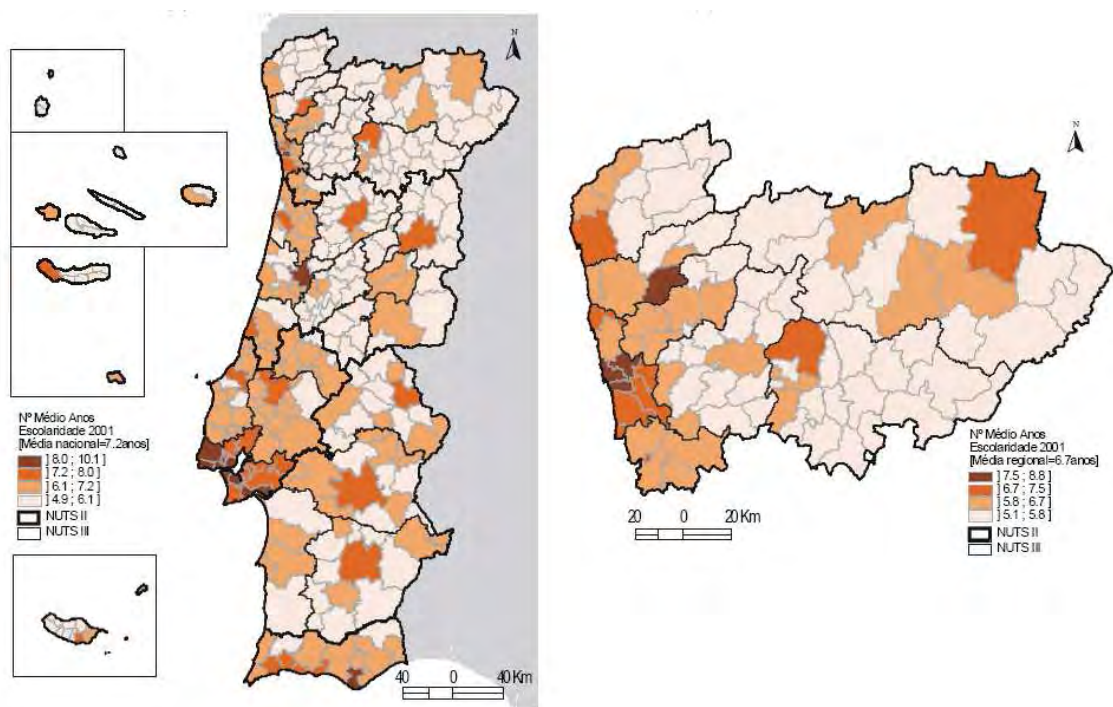 N
Nº Médio Anos
Escolaridade 2001
[Média nacional=7.2anos]
] 8.0 ; 10.1 ]
] 7.2 ; 8.0 ]
] 6.1 ; 7.2 ]
] 4.9 ; 6.1 ]
NUTS II
NUTS III
40 0 40 Km
N
Nº Médio Anos
Escolaridade 2001
[Média regional=6.7anos]
] 7.5 ; 8.8 ]
] 6.7 ; 7.5 ]
] 5.8 ; 6.7 ]
] 5.1 ; 5.8 ]
NUTS II
NUTS III
20 0 20 Km